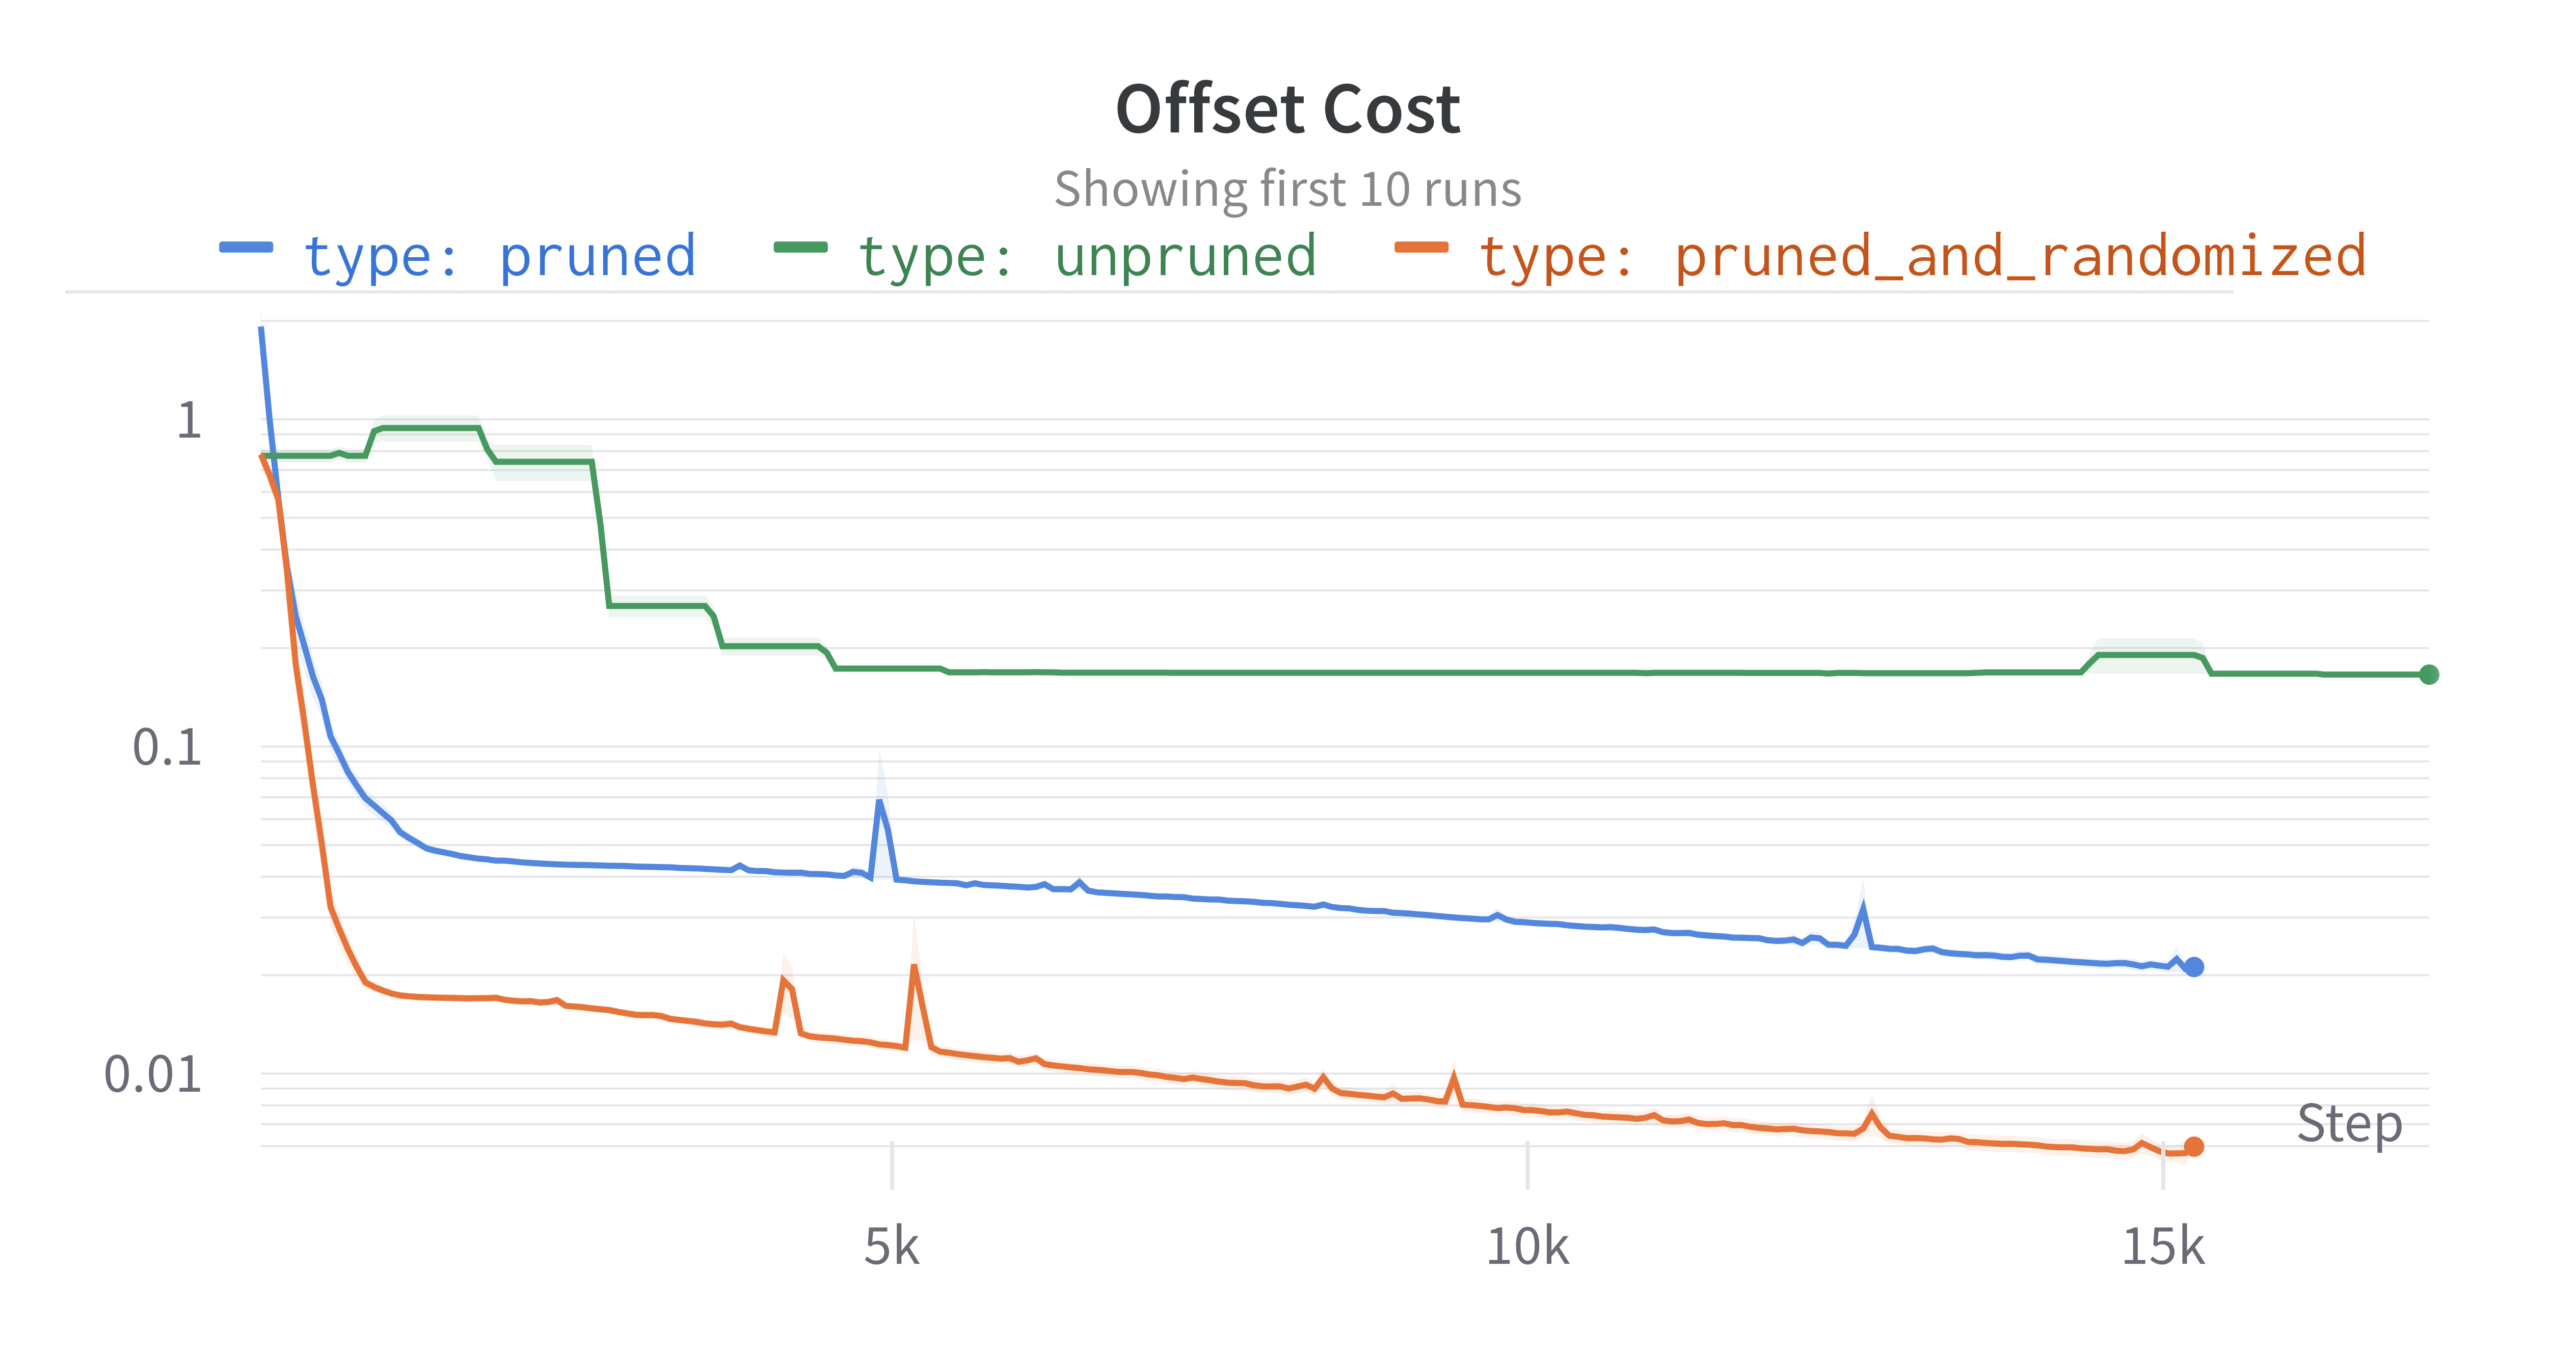 Offset Cost
Showing first 10 runs
type: pruned type: unpruned type: pruned_and_randomized
1
0.1
0.01
Step
5k 10k 15k